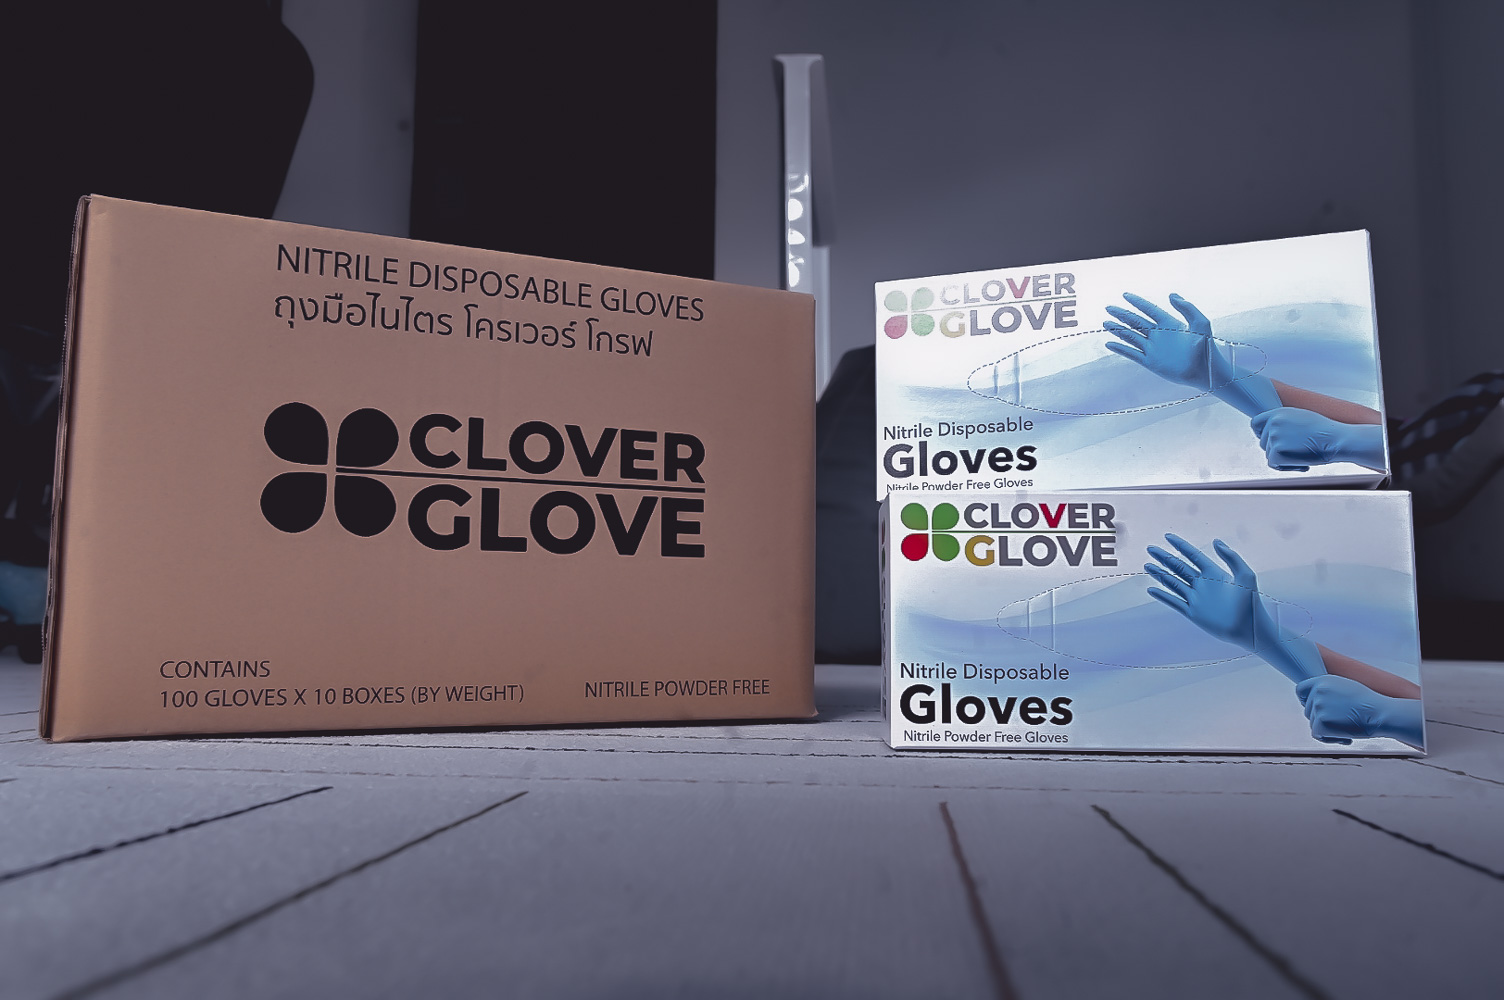 NITRILE DISPOSABLE GLOVES
ถุงมือไนไตร โครเวอร์ โกรฟ
CLOVER
GLOVE
CONTAINS
100 GLOVES X 10 BOXES (BY WEIGHT)
NITRILE POWDER FREE
CLOVER
GLOVE
Nitrile Disposable
Gloves
Nitrile Powder Free Gloves
CLOVER
GLOVE
Nitrile Disposable
Gloves
Nitrile Powder Free Gloves